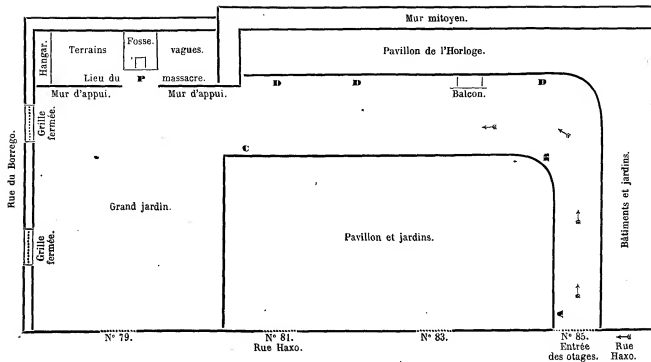 Mur mitoyen.
Hangar.
Terrains
Fosse.
vagues.
Pavillon de l'Horloge.
Lieu du P massacre.
Mur d'appui.
Mur d'appui.
D
D
D
Balcon.
Grille
fermée.
Rue du Borrego.
C
B
Grand jardin.
Pavillon et jardins.
Bâtiments et jardins.
Grille
fermée.
A
N° 79.
N° 81.
N° 83.
N° 85.
Rue Haxo.
Entrée
des otages.
Rue
Haxo.